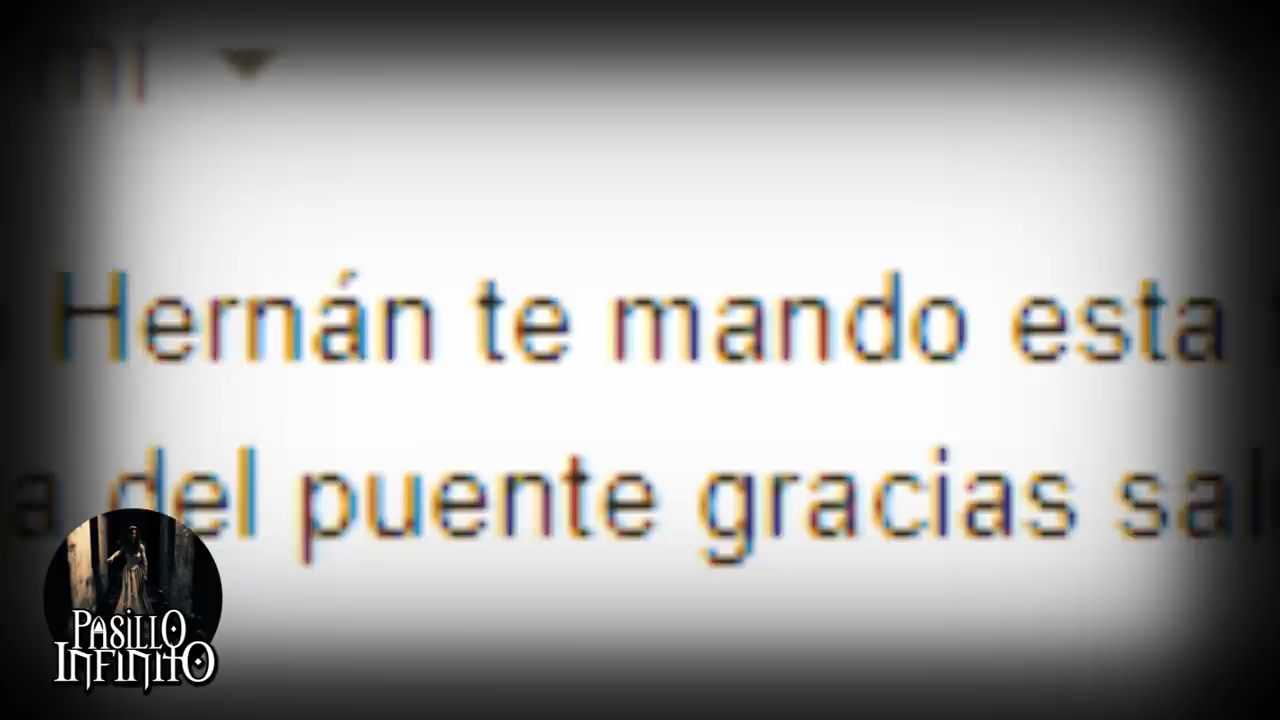 Hernán te mando esta
del puente gracias
PASILLO
INFINITO